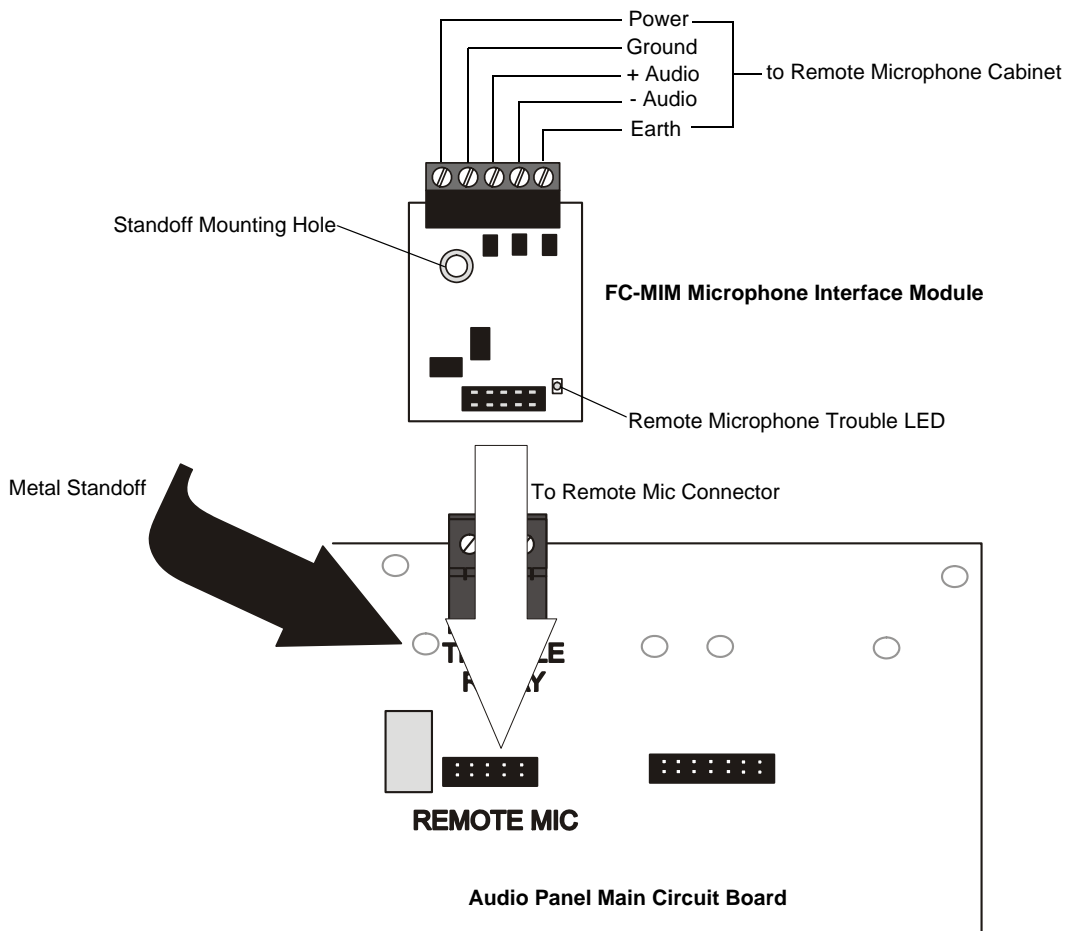 Power
Ground
+ Audio
- Audio
Earth
to Remote Microphone Cabinet
Standoff Mounting Hole
FC-MIM Microphone Interface Module
Remote Microphone Trouble LED
Metal Standoff
To Remote Mic Connector
REMOTE MIC
Audio Panel Main Circuit Board